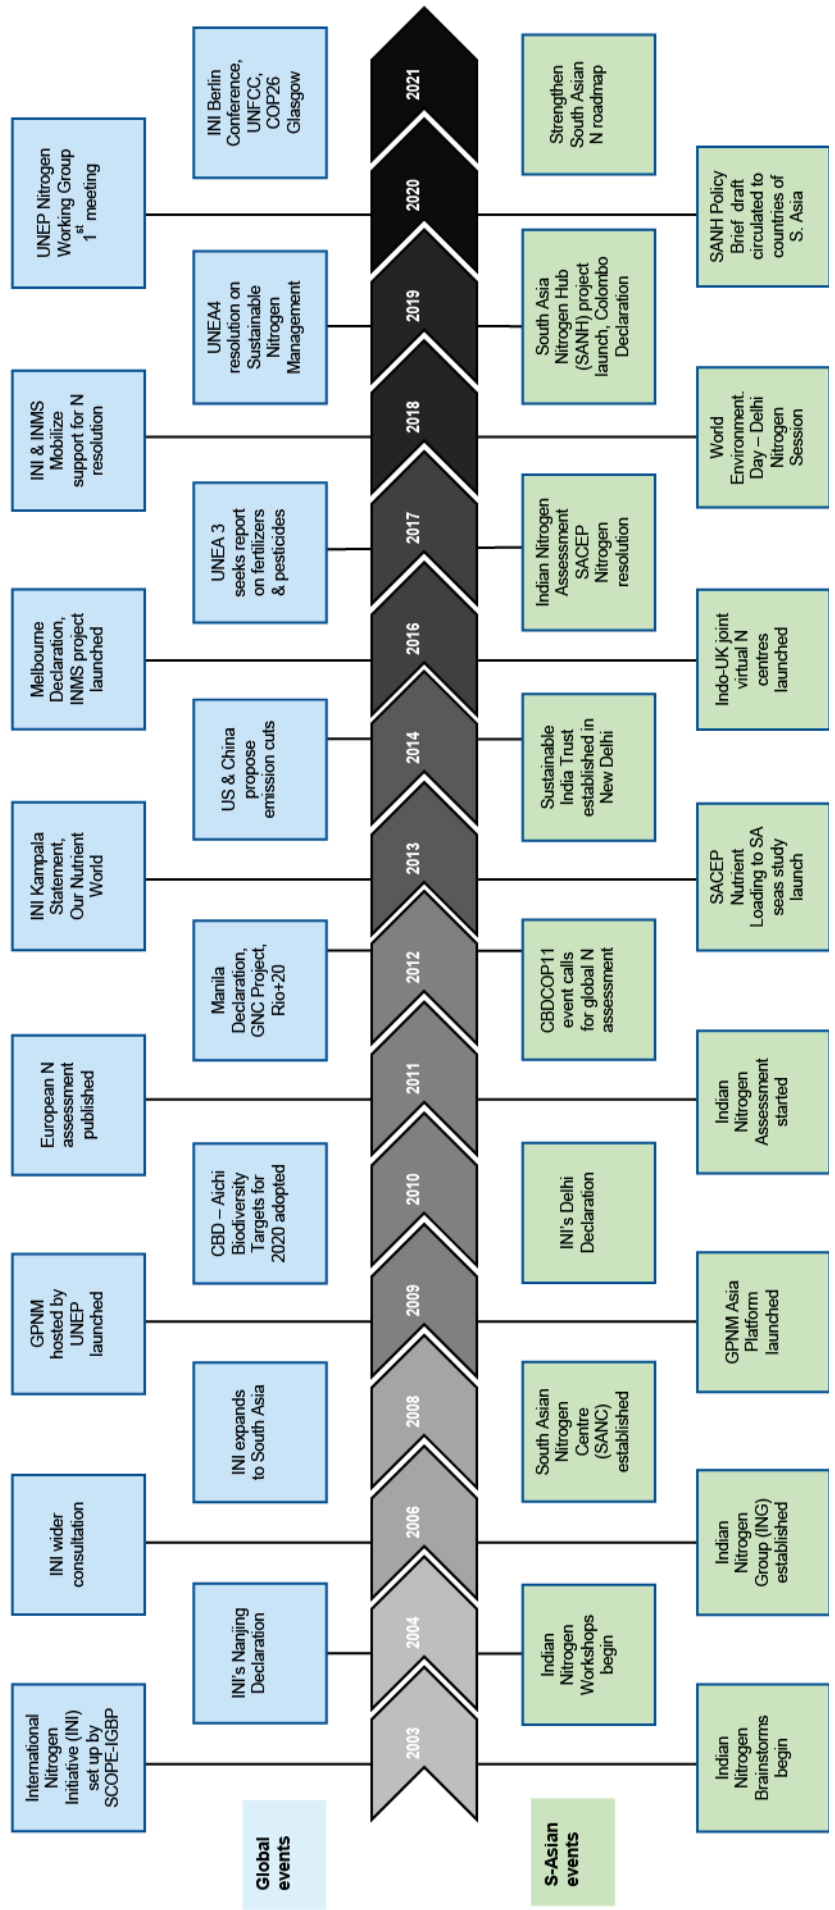 International
Nitrogen
Initiative (INI)
set up by
SCOPE-IGBP
INI wider
consultation
GPNM
hosted by
UNEP
launched
European N
assessment
published
INI Kampala
Statement,
Our Nutrient
World
Melbourne
Declaration,
INMS project
launched
INI & INMS
Mobilize
support for N
resolution
UNEP Nitrogen
Working Group
1st meeting
Global
events
INI's Nanjing
Declaration
INI expands
to South Asia
CBD – Aichi
Biodiversity
Targets for
2020 adopted
Manila
Declaration,
GNC Project,
Rio+20
US & China
propose
emission cuts
UNEA 3
seeks report
on fertilizers
& pesticides
UNEA4
resolution on
Sustainable
Nitrogen
Management
INI Berlin
Conference,
UNFCC,
COP26
Glasgow
2003
2004
2006
2008
2009
2010
2011
2012
2013
2014
2016
2017
2018
2019
2020
2021
S-Asian
events
Indian
Nitrogen
Workshops
begin
South Asian
Nitrogen
Centre
(SANC)
established
INI's Delhi
Declaration
CBDCOP11
event calls
for global N
assessment
Sustainable
India Trust
established in
New Delhi
Indian Nitrogen
Assessment
SACEP
Nitrogen
resolution
South Asia
Nitrogen Hub
(SANH) project
launch, Colombo
Declaration
Strengthen
South Asian
N roadmap
Indian
Nitrogen
Brainstorms
begin
Indian
Nitrogen
Group (ING)
established
GPNM Asia
Platform
launched
Indian
Nitrogen
Assessment
started
SACEP
Nutrient
Loading to SA
seas study
launch
Indo-UK joint
virtual N
centres
launched
World
Environment.
Day – Delhi
Nitrogen
Session
SANH Policy
Brief draft
circulated to
countries of
S. Asia